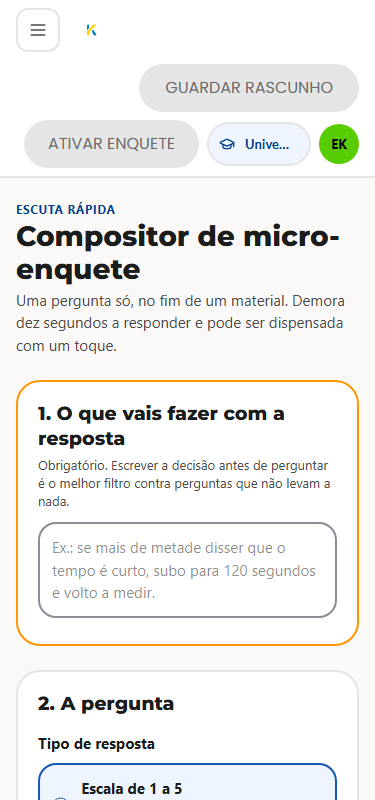 GUARDAR RASCUNHO
ATIVAR ENQUETE
Unive...
EK
ESCUTA RÁPIDA
Compositor de micro-
enquete
Uma pergunta só, no fim de um material. Demora
dez segundos a responder e pode ser dispensada
com um toque.
1. O que vais fazer com a
resposta
Obrigatório. Escrever a decisão antes de perguntar
é o melhor filtro contra perguntas que não levam a
nada.
Ex.: se mais de metade disser que o
tempo é curto, subo para 120 segundos
e volto a medir.
2. A pergunta
Tipo de resposta
Escala de 1 a 5